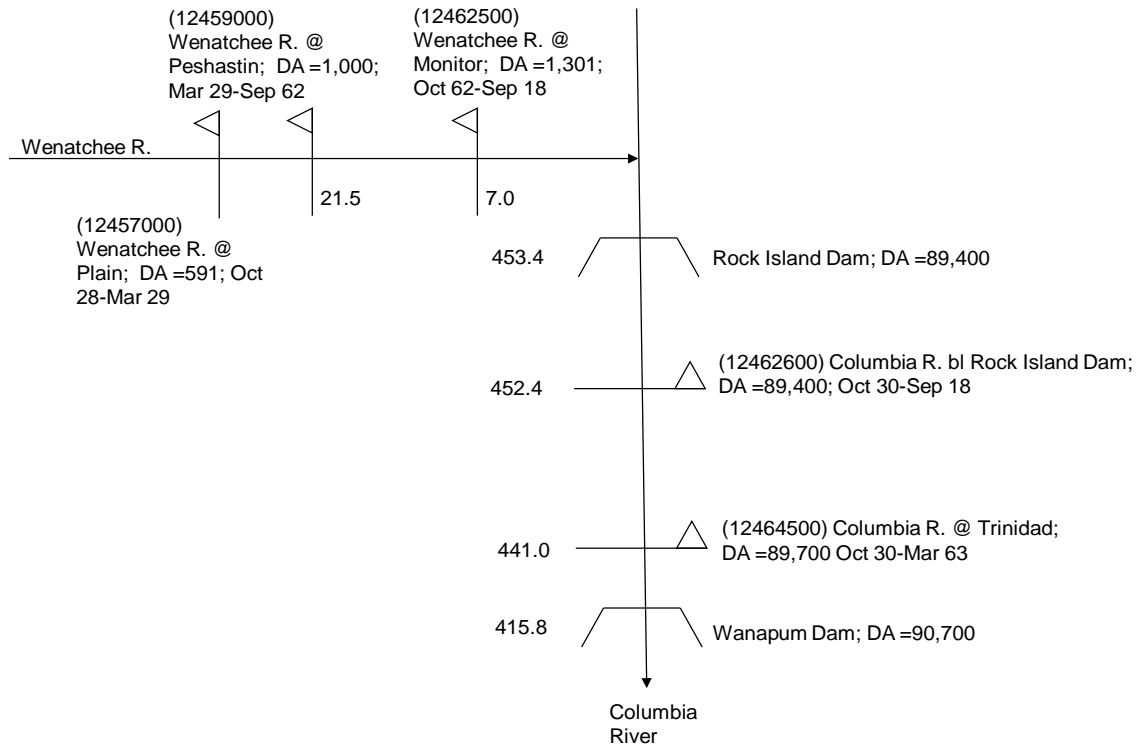 (12459000)
Wenatchee R. @
Peshastin; DA =1,000;
Mar 29-Sep 62
(12462500)
Wenatchee R. @
Monitor; DA =1,301;
Oct 62-Sep 18
Wenatchee R.
21.5
7.0
(12457000)
Wenatchee R. @
Plain; DA =591; Oct
28-Mar 29
453.4
Rock Island Dam; DA =89,400
452.4
(12462600) Columbia R. bl Rock Island Dam;
DA =89,400; Oct 30-Sep 18
441.0
(12464500) Columbia R. @ Trinidad;
DA =89,700 Oct 30-Mar 63
415.8
Wanapum Dam; DA =90,700
Columbia
River